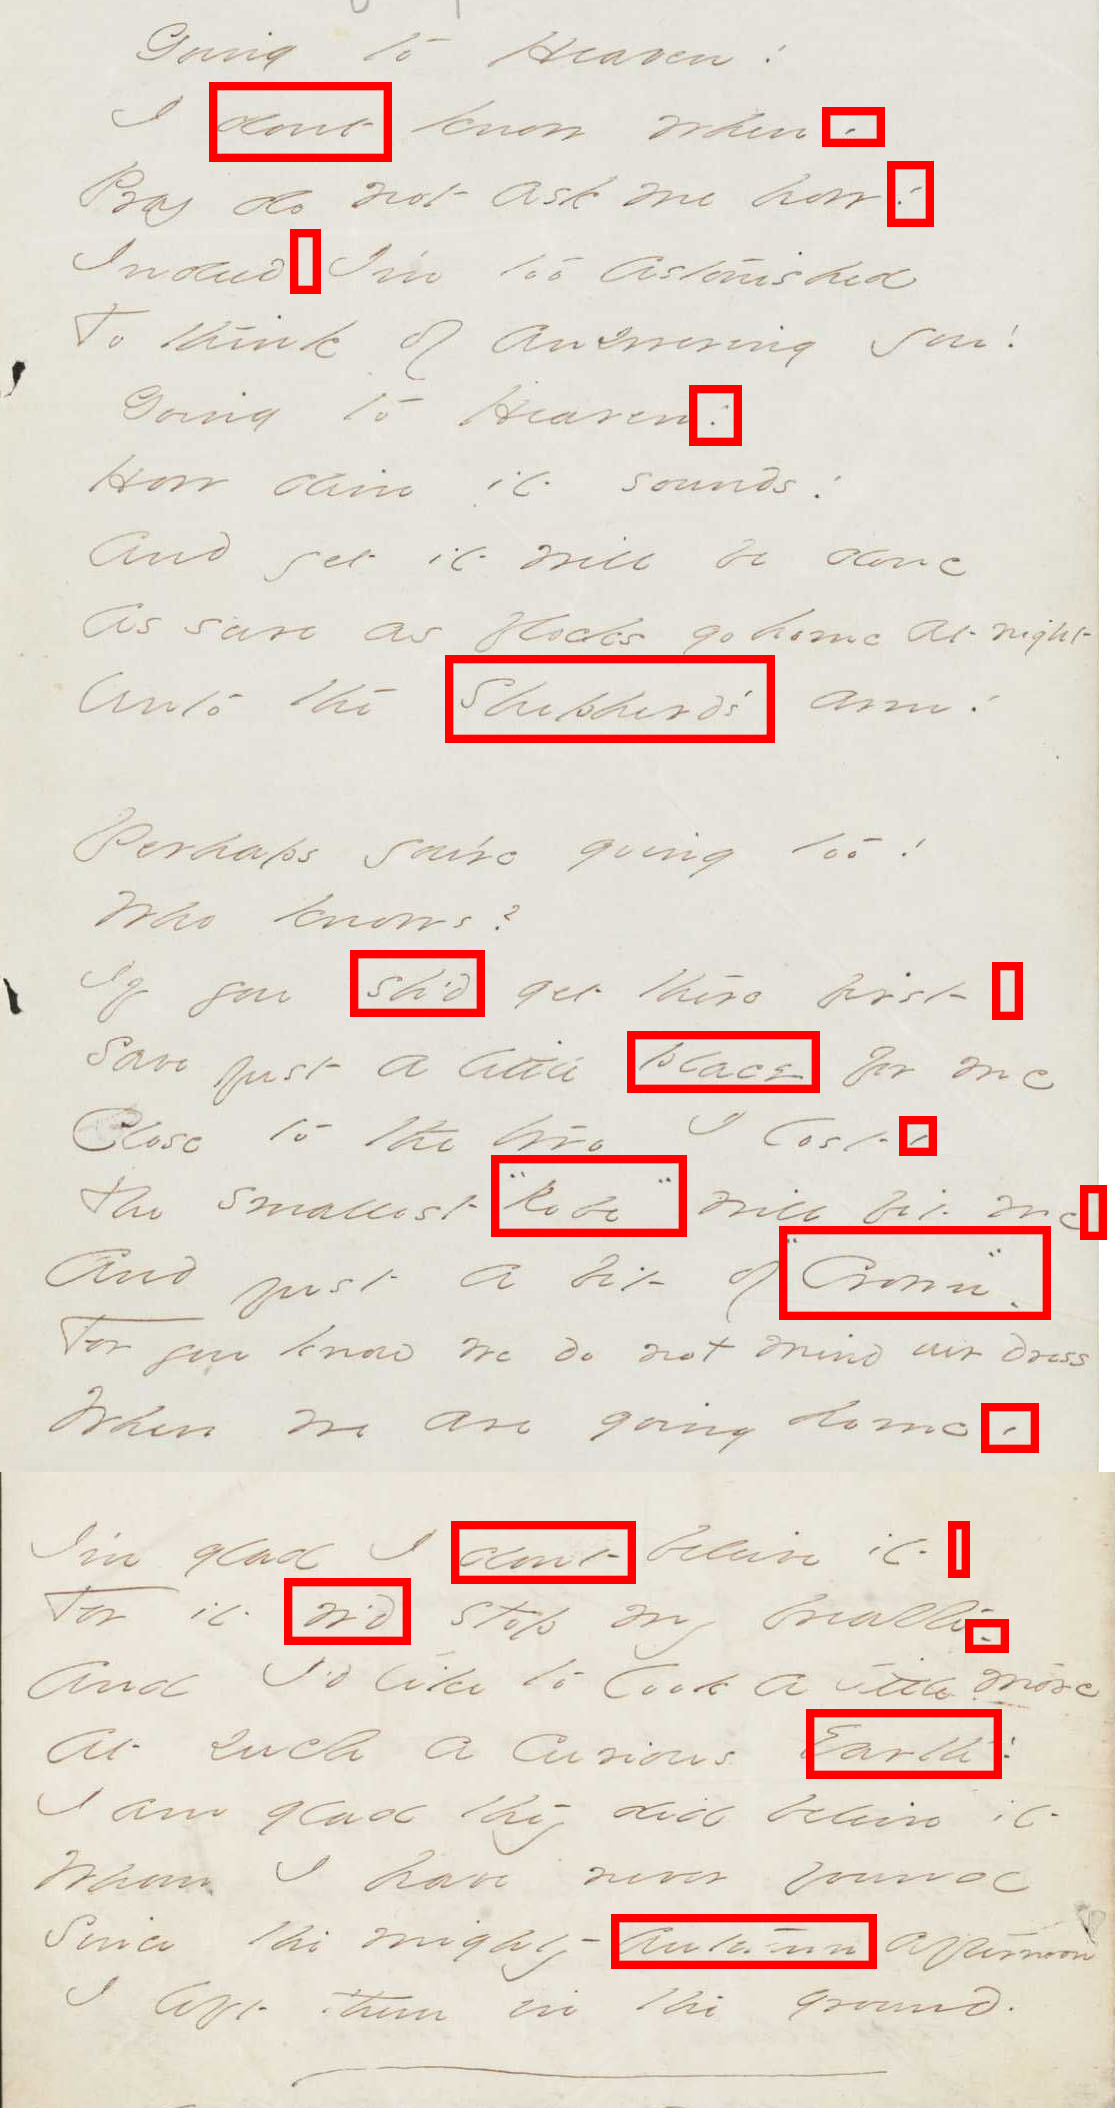 Going to Heaven!
I dont know when -
Pray do not ask me how!
Indeed I'm too astonished
To think of answering you!
Going to Heaven!
How dim it sounds!
And yet it will be done
As sure as flocks go home at night
Unto the Shepherd's arm!
Perhaps you're going too!
Who knows?
If you sh'd get there first
Save just a little place for me
Close to the two I lost -
The smallest "Robe" will fit me
And just a bit of "Crown".
For you know we do not mind our dress
When we are going home -
I'm glad I dont believe it
For it w'd stop my breath -
And I'd like to look a little more
At such a curious Earth!
I am glad they did believe it
Whom I have never found
Since the mighty autumn afternoon
I left them in the ground.